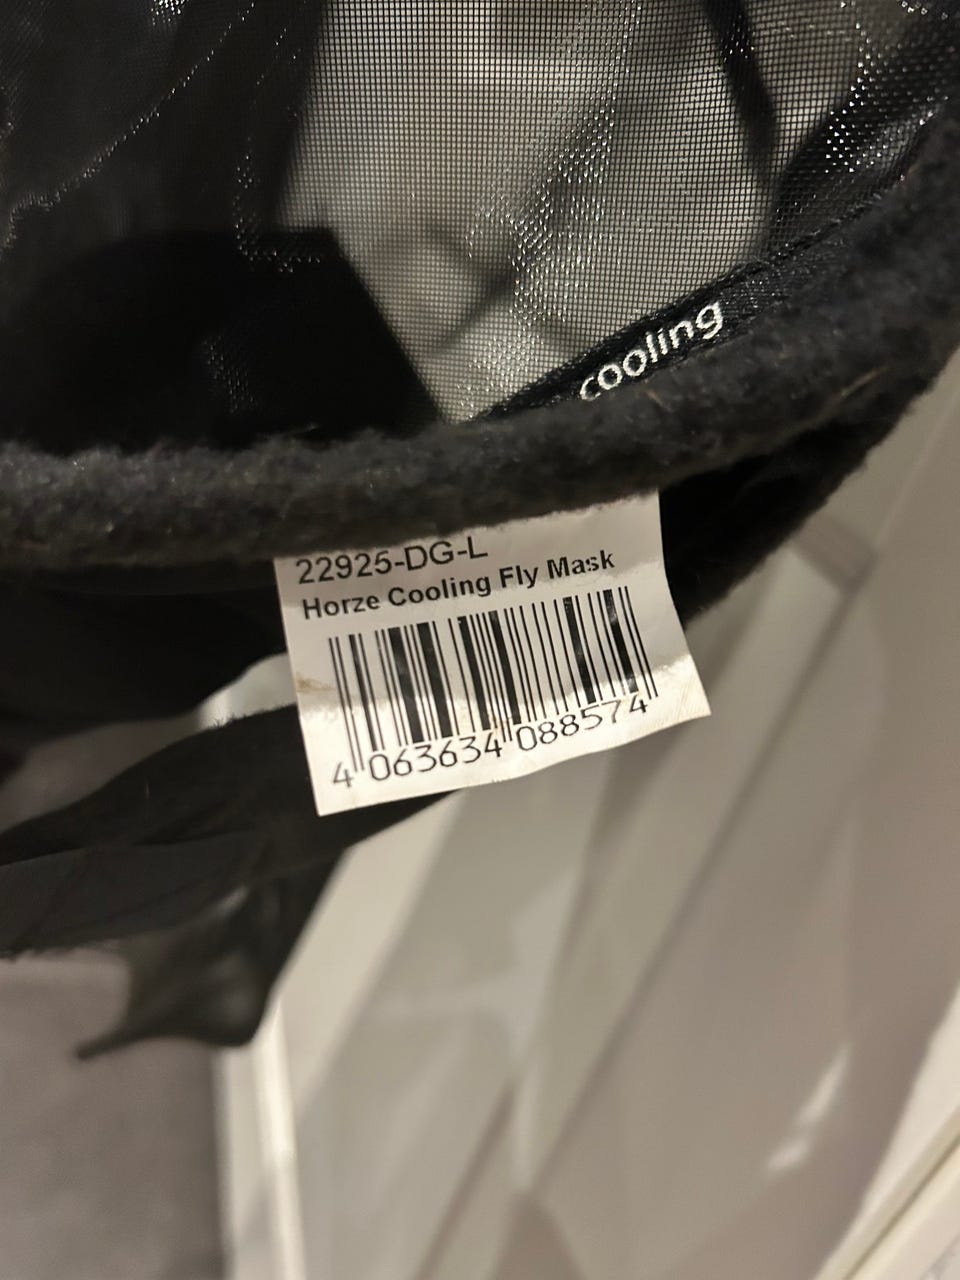 cooling
22925-DG-L
Horze Cooling Fly Mask
4 063634 088574